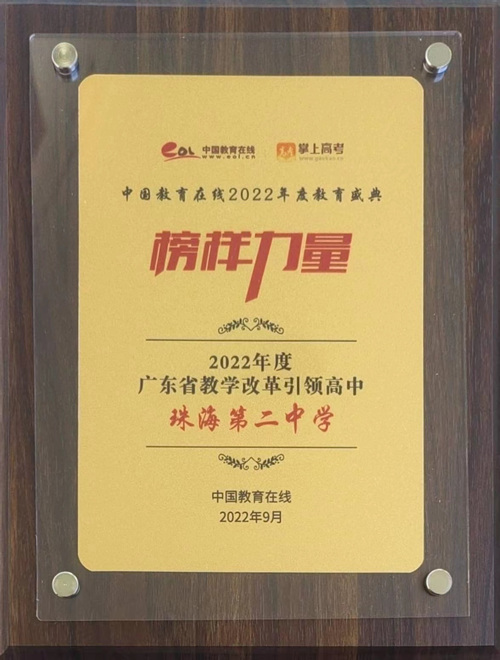 eol 中国教育在线 掌上高考
www.eol.cn
中国教育在线2022年度教育盛典
榜样力量
2022年度
广东省教学改革引领高中
珠海第二中学
中国教育在线
2022年9月